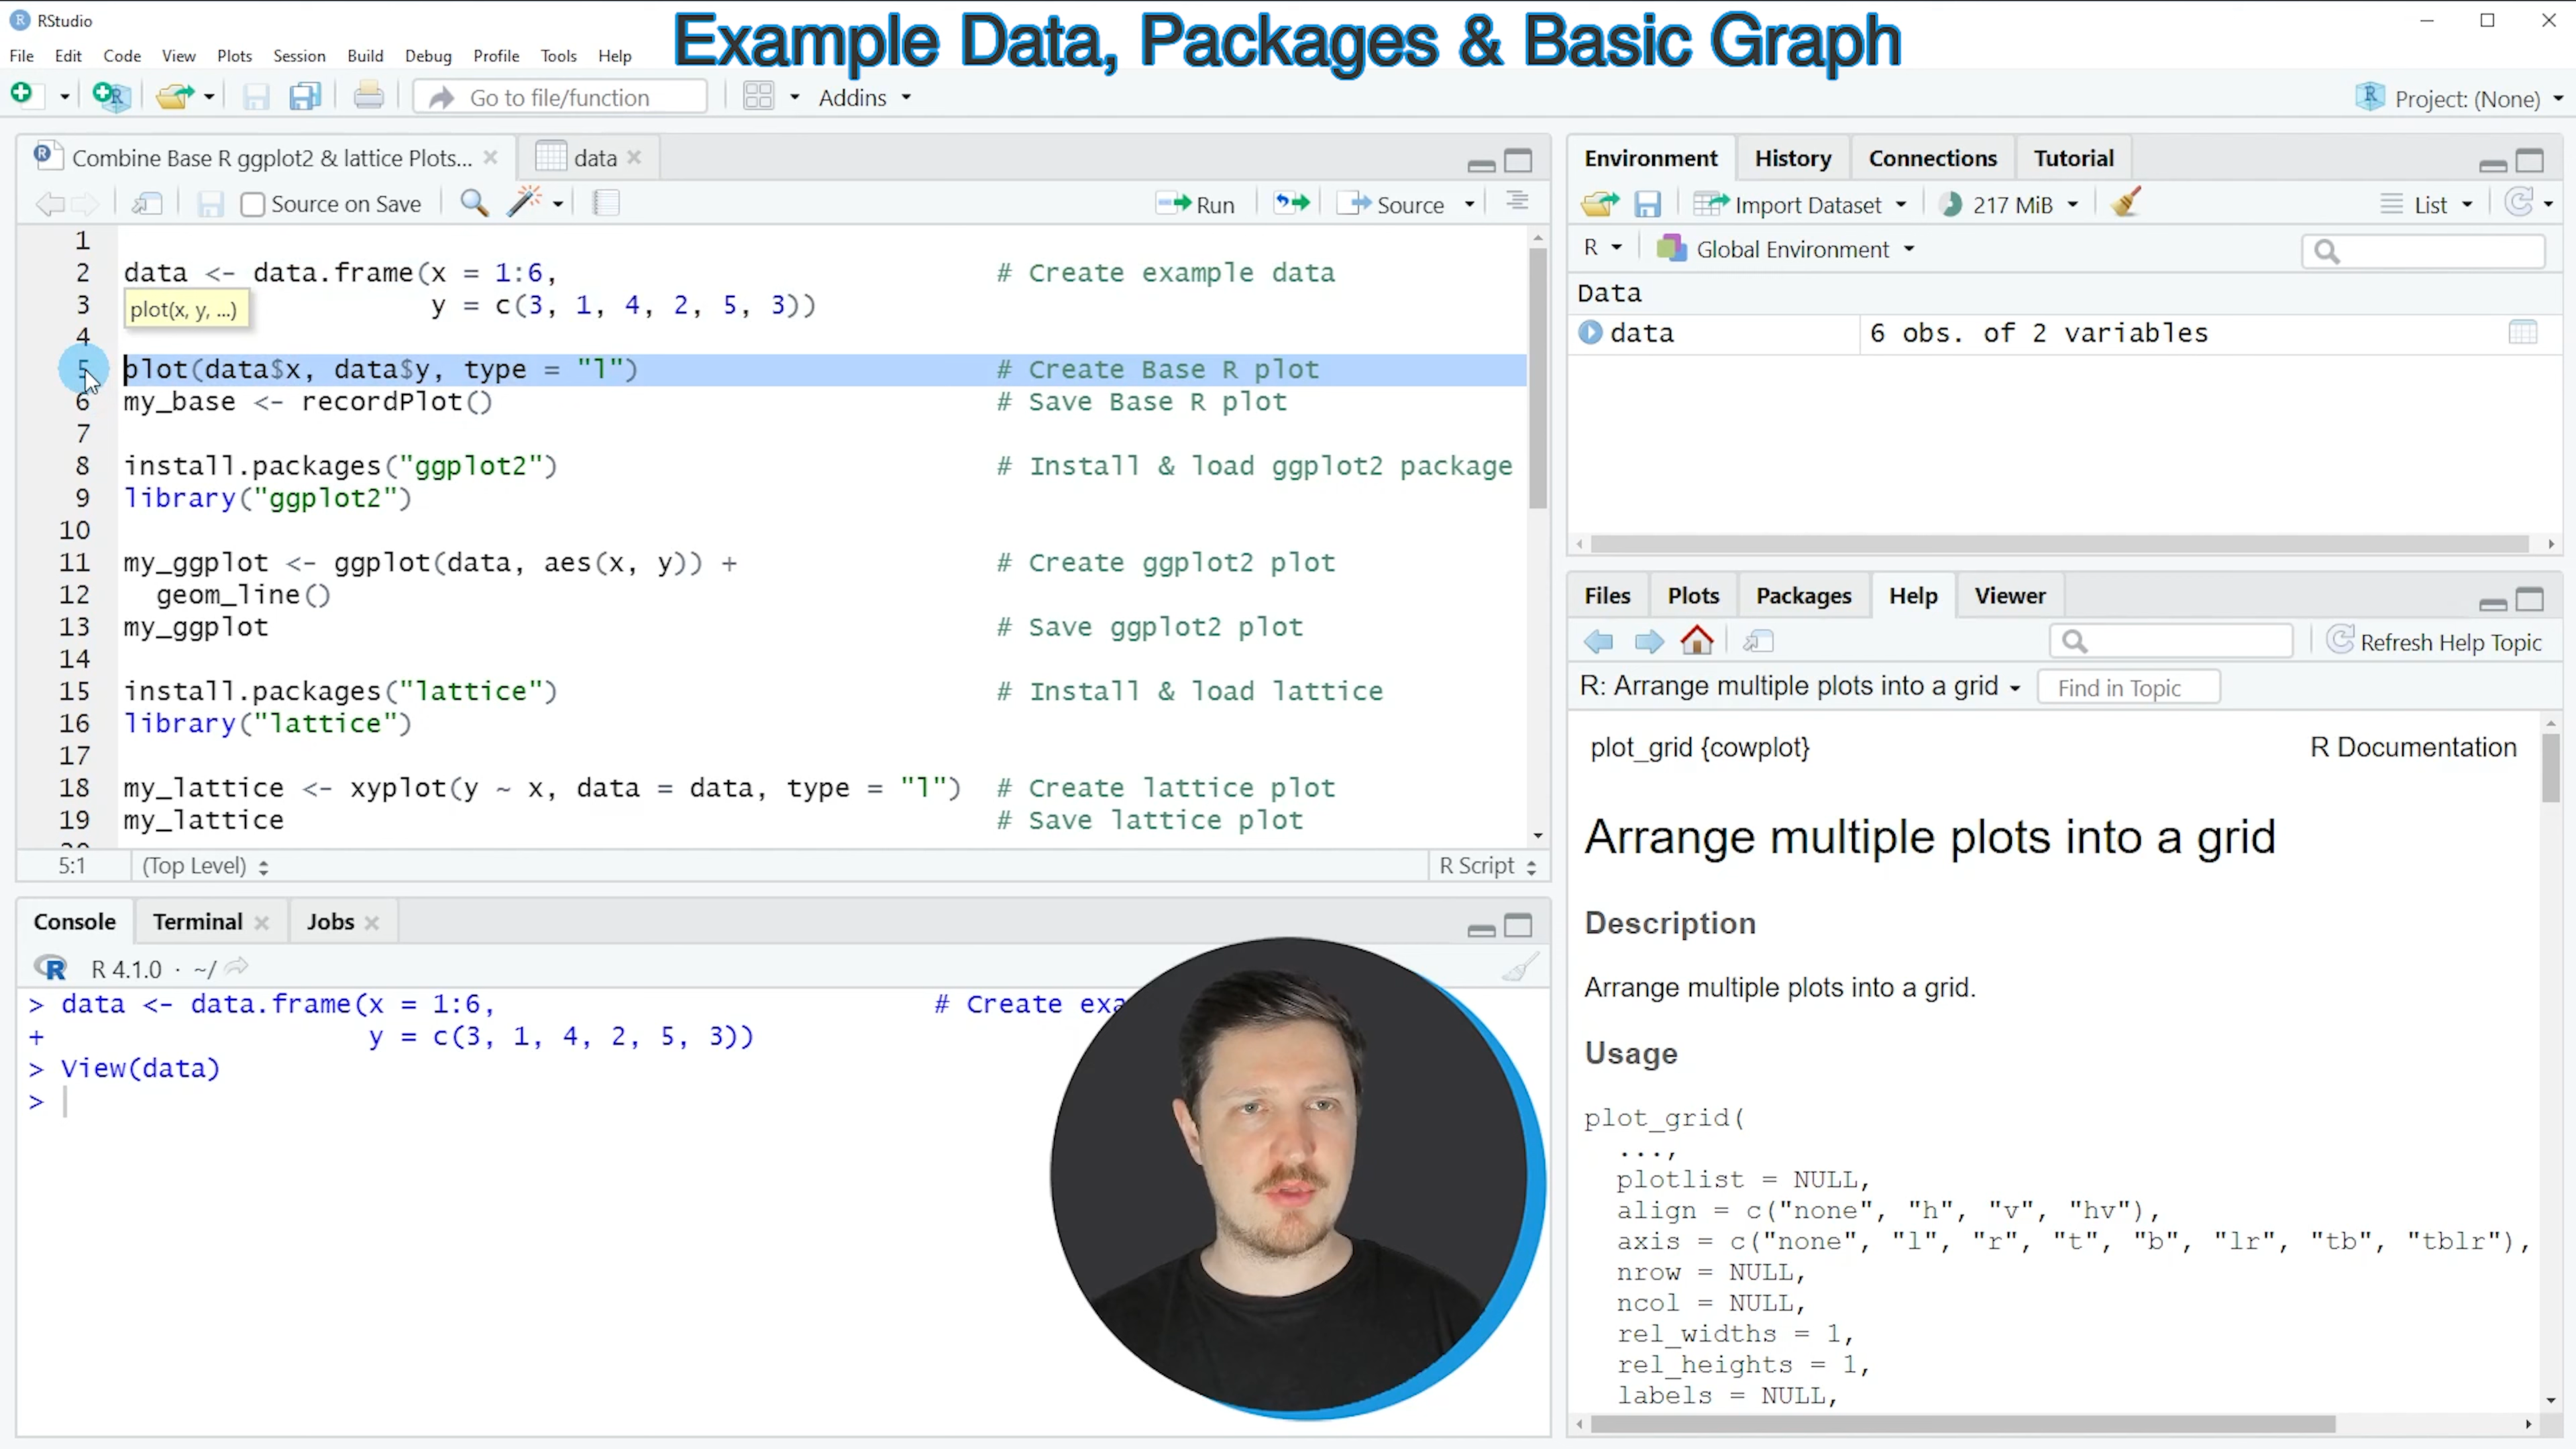 RStudio
Example Data, Packages & Basic Graph
File Edit Code View Plots Session Build Debug Profile Tools Help
Go to file/function Addins Project: (None)
Combine Base R ggplot2 & lattice Plots... data
Source on Save Run Source
1
2 data <- data.frame(x = 1:6, # Create example data
3 y = c(3, 1, 4, 2, 5, 3))
plot(x, y, ...)
4
5 plot(data$x, data$y, type = "l") # Create Base R plot
6 my_base <- recordPlot() # Save Base R plot
7
8 install.packages("ggplot2") # Install & load ggplot2 package
9 library("ggplot2")
10
11 my_ggplot <- ggplot(data, aes(x, y)) + # Create ggplot2 plot
12 geom_line()
13 my_ggplot # Save ggplot2 plot
14
15 install.packages("lattice") # Install & load lattice
16 library("lattice")
17
18 my_lattice <- xyplot(y ~ x, data = data, type = "l") # Create lattice plot
19 my_lattice # Save lattice plot
5:1 (Top Level) R Script
Console Terminal Jobs
R 4.1.0 · ~/
> data <- data.frame(x = 1:6, # Create exa
+ y = c(3, 1, 4, 2, 5, 3))
> View(data)
>
Environment History Connections Tutorial
Import Dataset 217 MiB List
R Global Environment
Data
data 6 obs. of 2 variables
Files Plots Packages Help Viewer
Refresh Help Topic
R: Arrange multiple plots into a grid Find in Topic
plot_grid {cowplot} R Documentation
Arrange multiple plots into a grid
Description
Arrange multiple plots into a grid.
Usage
plot_grid(
...,
plotlist = NULL,
align = c("none", "h", "v", "hv"),
axis = c("none", "l", "r", "t", "b", "lr", "tb", "tblr"),
nrow = NULL,
ncol = NULL,
rel_widths = 1,
rel_heights = 1,
labels = NULL,